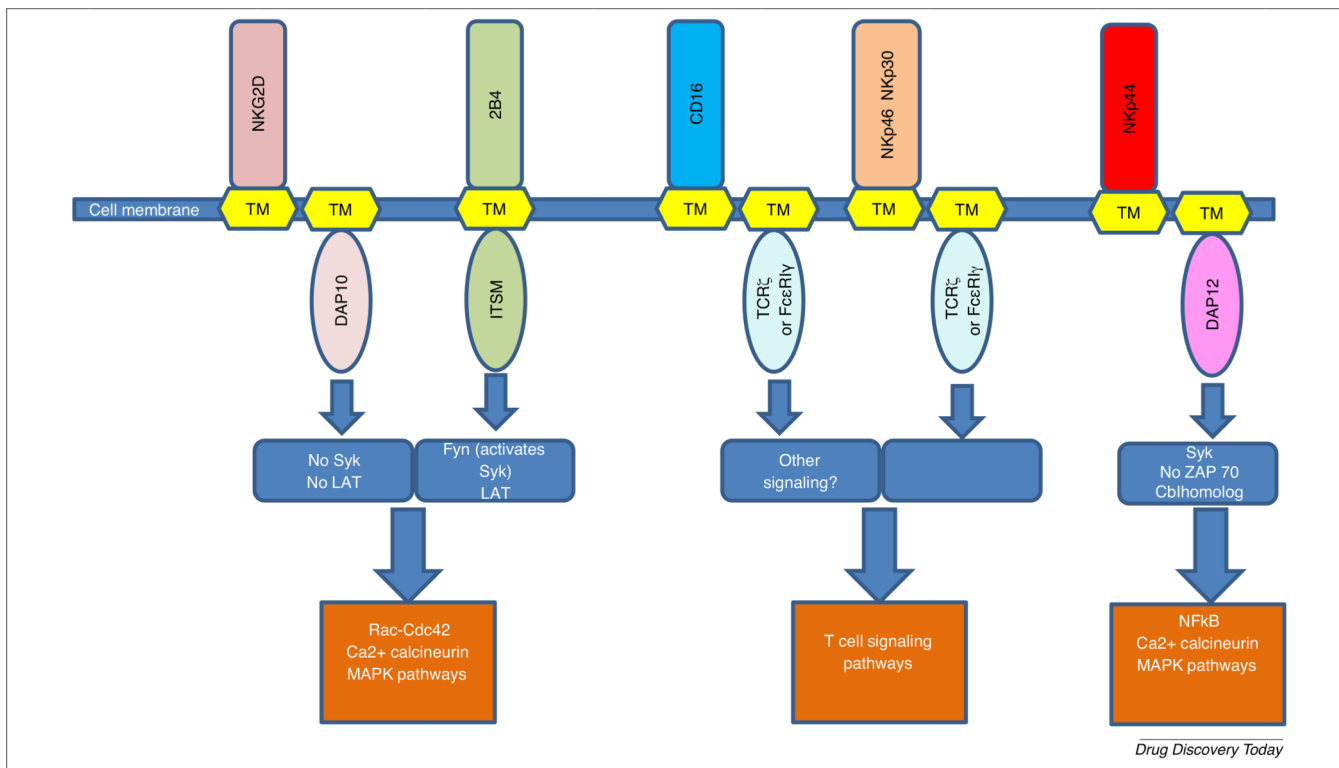 NKG2D
2B4
CD16
NKp46 NKp30
NKp44
Cell membrane
TM
TM
TM
TM
TM
TM
TM
TM
TM
DAP10
ITSM
TCRζ
or FcεRIγ
TCRζ
or FcεRIγ
DAP12
No Syk
No LAT
Fyn (activates
Syk)
LAT
Other
signaling?
Syk
No ZAP 70
Cblhomolog
Rac-Cdc42
Ca2+ calcineurin
MAPK pathways
T cell signaling
pathways
NFkB
Ca2+ calcineurin
MAPK pathways
Drug Discovery Today